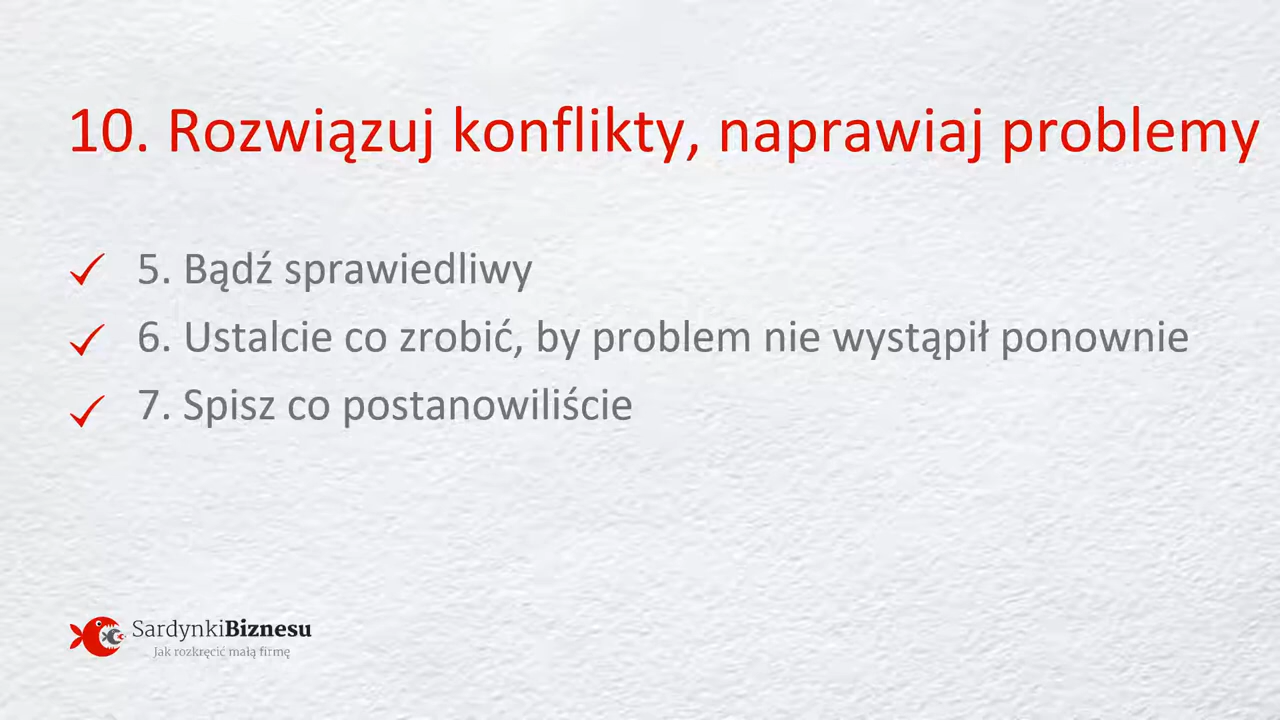 10. Rozwiązuj konflikty, naprawiaj problemy
5. Bądź sprawiedliwy
6. Ustalcie co zrobić, by problem nie wystąpił ponownie
7. Spisz co postanowiliście
SardynkiBiznesu
Jak rozkręcić małą firmę